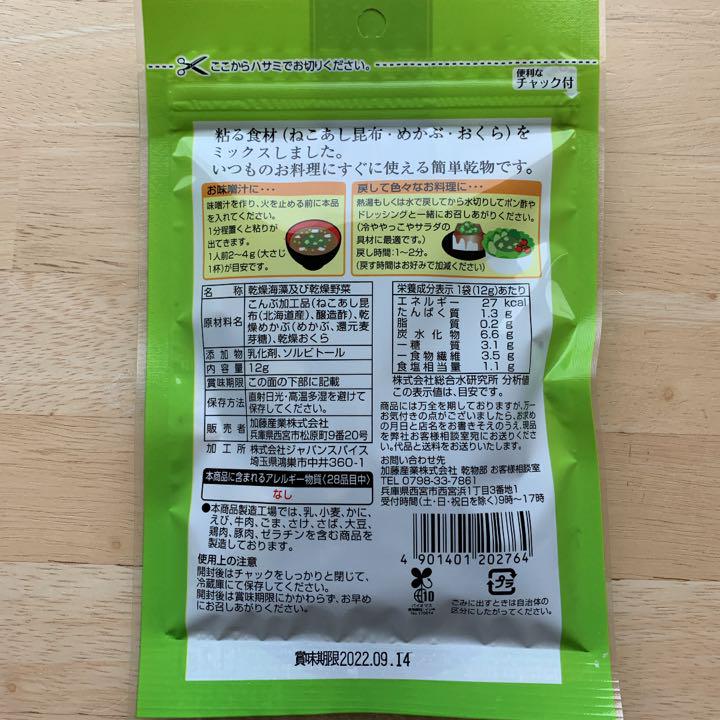 ここからハサミでお切りください。
便利な
チャック付
粘る食材(ねこあし昆布・めかぶ・おくら)を
ミックスしました。
いつものお料理にすぐに使える簡単乾物です。
お味噌汁に・・・
味噌汁を作り、火を止める前に本品
を入れてください。
1分程置くと粘りが
出てきます。
1人前2〜4g(大さじ
1杯)が目安です。
戻して色々なお料理に・・・
熱湯もしくは水で戻してから水切りしてポン酢や
ドレッシングと一緒にお召しあがりください。
(冷ややっこやサラダの
具材に最適です。)
戻し時間:1〜2分。
(戻す時間はお好みで加減ください)
名称 乾燥海藻及び乾燥野菜
原材料名 こんぶ加工品(ねこあし昆
布(北海道産)、醸造酢)、乾
燥めかぶ(めかぶ、還元麦
芽糖)、乾燥おくら
添加物 乳化剤、ソルビトール
内容量 12g
賞味期限 この面の下部に記載
保存方法 直射日光・高温多湿を避けて
保存してください。
販売者 加藤産業株式会社
兵庫県西宮市松原町9番20号
加工所 株式会社ジャパンスパイス
埼玉県鴻巣市中井360-1
本商品に含まれるアレルギー物質〈28品目中〉
なし
●本商品製造工場では、乳、小麦、かに、
えび、牛肉、ごま、さけ、さば、大豆、
鶏肉、豚肉、ゼラチンを含む商品を
製造しております。
使用上の注意
開封後はチャックをしっかりと閉じて、
冷蔵庫にて保存してください。
開封後は賞味期限にかかわらず、お早め
にお召しあがりください。
栄養成分表示 1袋(12g)あたり
エネルギー 27 kcal
たんぱく質 1.3 g
脂質 0.2 g
炭水化物 6.6 g
ー糖質 3.1 g
ー食物繊維 3.5 g
食塩相当量 1.1 g
株式会社総合水研究所 分析値
この表示値は、目安です。
商品には万全を期しておりますが、万一
お気付きの点がございましたら、お求め
の月日と店名をお書きそえのうえ、現品
を弊社お客様相談室宛にお送りくださ
い。代品と送料をお送りいたします。
お問い合わせ先
加藤産業株式会社 乾物部 お客様相談室
TEL 0798-33-7861
兵庫県西宮市西宮浜1丁目3番地1
受付時間(土・日・祝日を除く)9時〜17時
4 901401 202764
10
バイオマス
プラ
ごみに出すときは自治体の
区分にしたがってください。
賞味期限2022.09.14